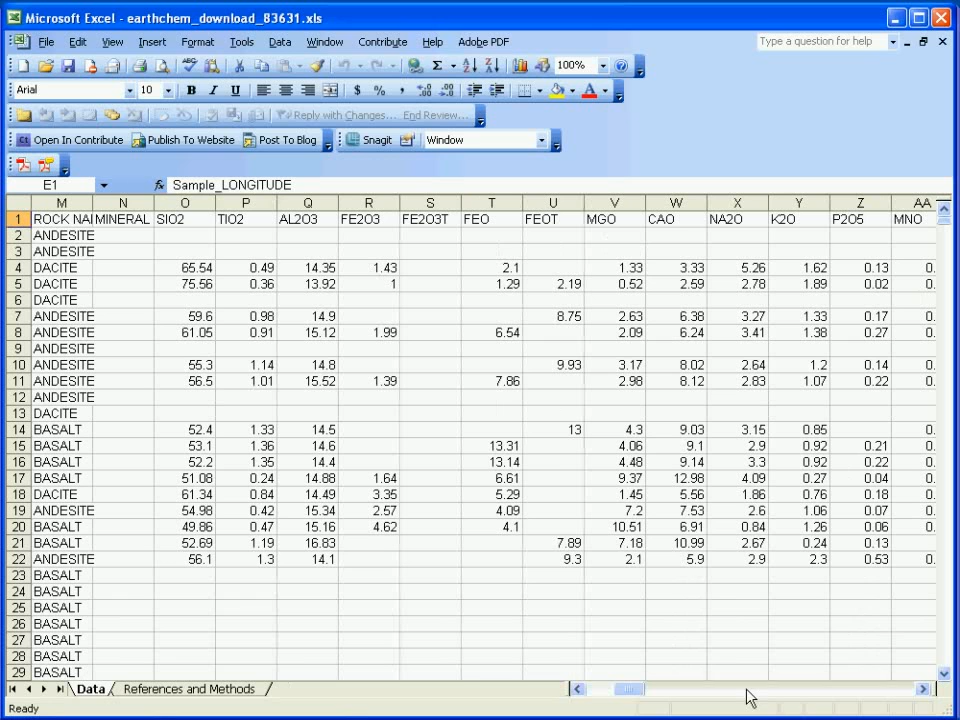 Microsoft Excel - earthchem_download_83631.xls
File Edit View Insert Format Tools Data Window Contribute Help Adobe PDF Type a question for help
100%
Arial 10 B I U $ % ,
Reply with Changes... End Review...
Open In Contribute Publish To Website Post To Blog Snagit Window
E1 fx Sample_LONGITUDE
M N O P Q R S T U V W X Y Z AA
1 ROCK NAI MINERAL SIO2 TIO2 AL2O3 FE2O3 FE2O3T FEO FEOT MGO CAO NA2O K2O P2O5 MNO
2 ANDESITE
3 ANDESITE
4 DACITE 65.54 0.49 14.35 1.43 2.1 1.33 3.33 5.26 1.62 0.13 0.
5 DACITE 75.56 0.36 13.92 1 1.29 2.19 0.52 2.59 2.78 1.89 0.02 0.
6 DACITE
7 ANDESITE 59.6 0.98 14.9 8.75 2.63 6.38 3.27 1.33 0.17 0.
8 ANDESITE 61.05 0.91 15.12 1.99 6.54 2.09 6.24 3.41 1.38 0.27 0.
9 ANDESITE
10 ANDESITE 55.3 1.14 14.8 9.93 3.17 8.02 2.64 1.2 0.14 0.
11 ANDESITE 56.5 1.01 15.52 1.39 7.86 2.98 8.12 2.83 1.07 0.22 0.
12 ANDESITE
13 DACITE
14 BASALT 52.4 1.33 14.5 13 4.3 9.03 3.15 0.85 0.
15 BASALT 53.1 1.36 14.6 13.31 4.06 9.1 2.9 0.92 0.21 0.
16 BASALT 52.2 1.35 14.4 13.14 4.48 9.14 3.3 0.92 0.22 0.
17 BASALT 51.08 0.24 14.88 1.64 6.61 9.37 12.98 4.09 0.27 0.04 0.
18 DACITE 61.34 0.84 14.49 3.35 5.29 1.45 5.56 1.86 0.76 0.18 0.
19 ANDESITE 54.98 0.42 15.34 2.57 4.09 7.2 7.53 2.6 1.06 0.07 0.
20 BASALT 49.86 0.47 15.16 4.62 4.1 10.51 6.91 0.84 1.26 0.06 0.
21 BASALT 52.69 1.19 16.83 7.89 7.18 10.99 2.67 0.24 0.13
22 ANDESITE 56.1 1.3 14.1 9.3 2.1 5.9 2.9 2.3 0.53 0.
23 BASALT
24 BASALT
25 BASALT
26 BASALT
27 BASALT
28 BASALT
29 BASALT
Data References and Methods
Ready